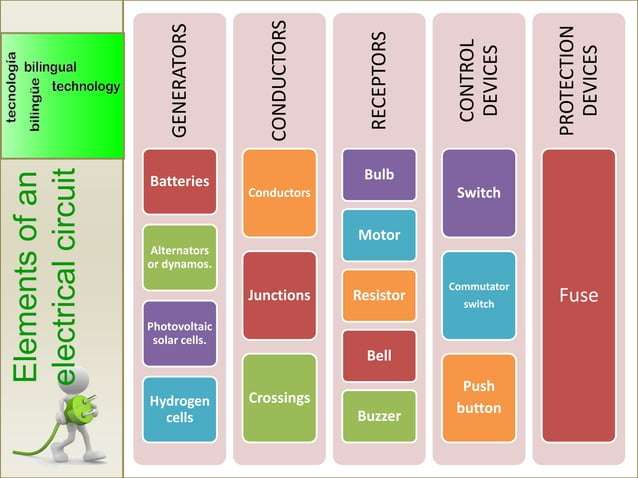 tecnología
bilingüe
bilingual
technology
Elements of an
electrical circuit
GENERATORS
Batteries
Alternators
or dynamos.
Photovoltaic
solar cells.
Hydrogen
cells
CONDUCTORS
Conductors
Junctions
Crossings
RECEPTORS
Bulb
Motor
Resistor
Bell
Buzzer
CONTROL
DEVICES
Switch
Commutator
switch
Push
button
PROTECTION
DEVICES
Fuse